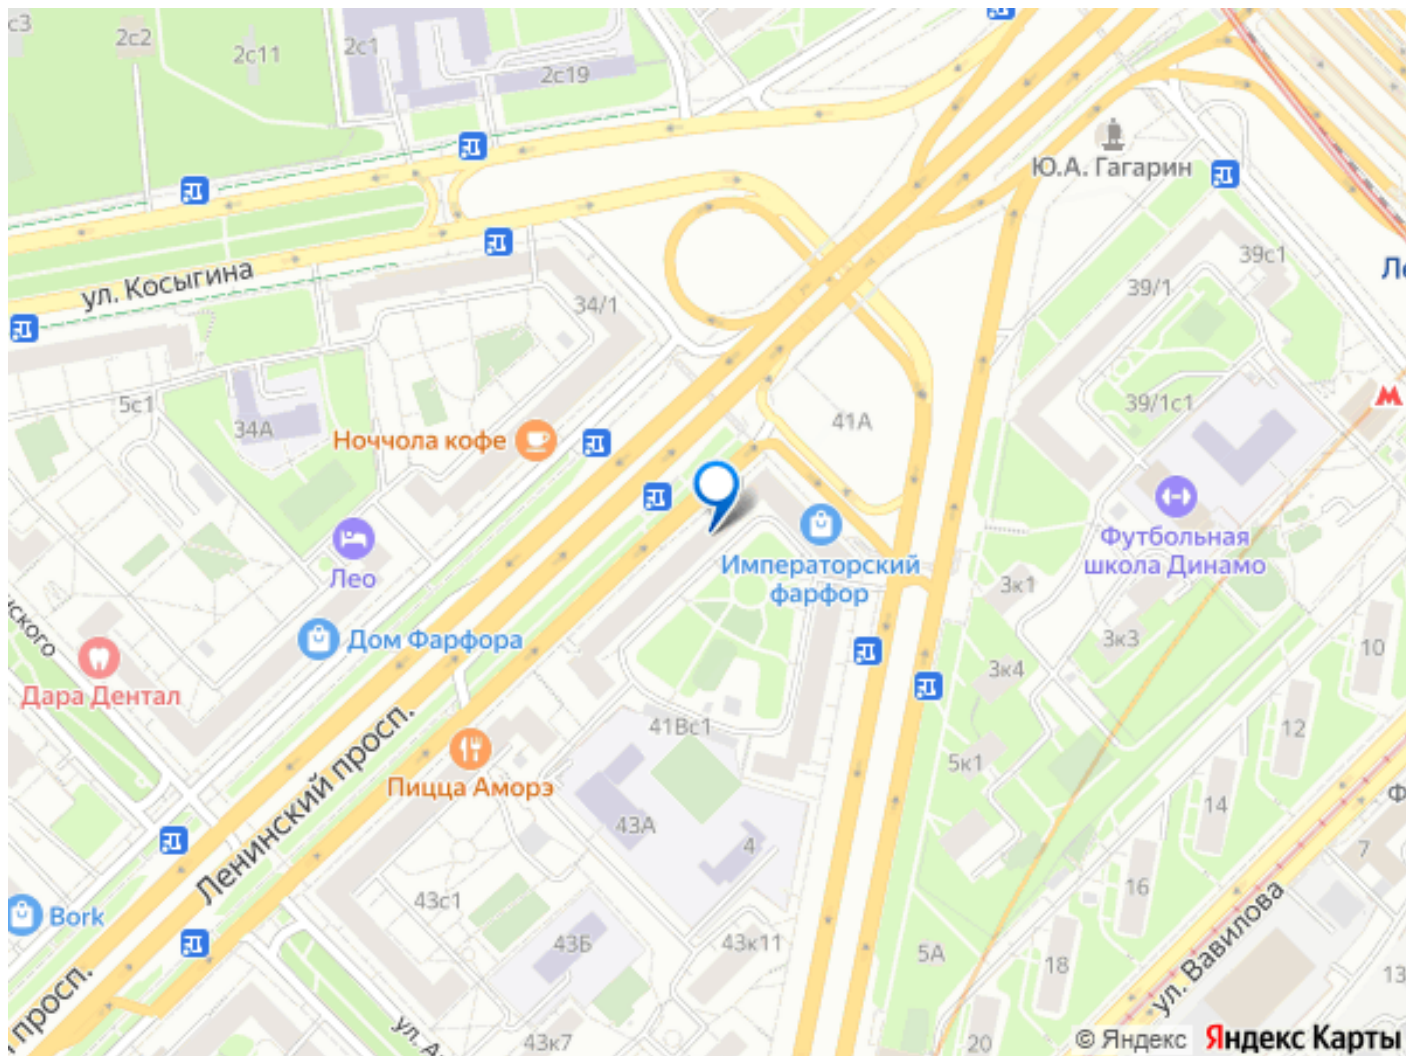 с3
2с2
2с11
2с1
2с19
Ю.А. Гагарин
39с1
39/1
ул. Косыгина
34/1
5с1
34А
Ноччола кофе
41А
39/1с1
Лео
Императорский
фарфор
Футбольная
школа Динамо
3к1
3к3
3к4
10
Дом Фарфора
Дара Дентал
41Вс1
12
5к1
14
Пицца Аморэ
Ленинский просп.
43А
4
7
16
43с1
Bork
43Б
43к11
5А
18
13
ул. Вавилова
просп.
43к7
20
© Яндекс
Яндекс Карты